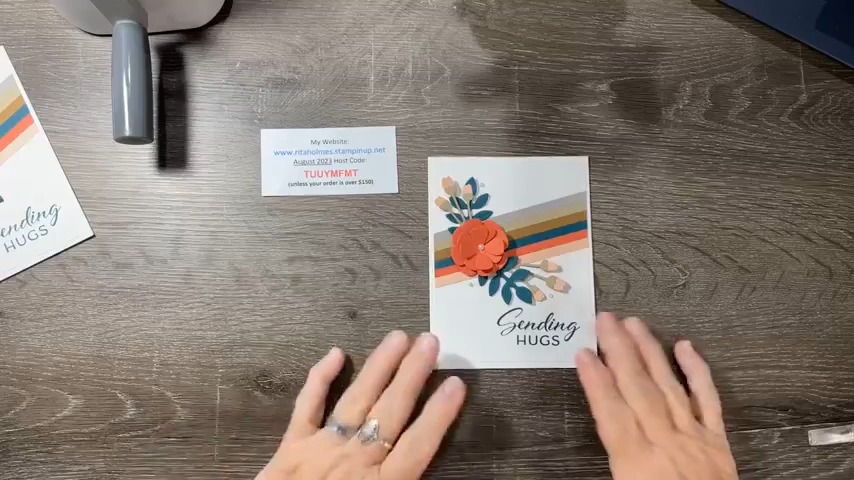 My Website:
www.ritaholmes.stampinup.net
August 2023 Host Code:
TUUYMFMT
(unless your order is over $150)
Sending
HUGS
Sending
HUGS